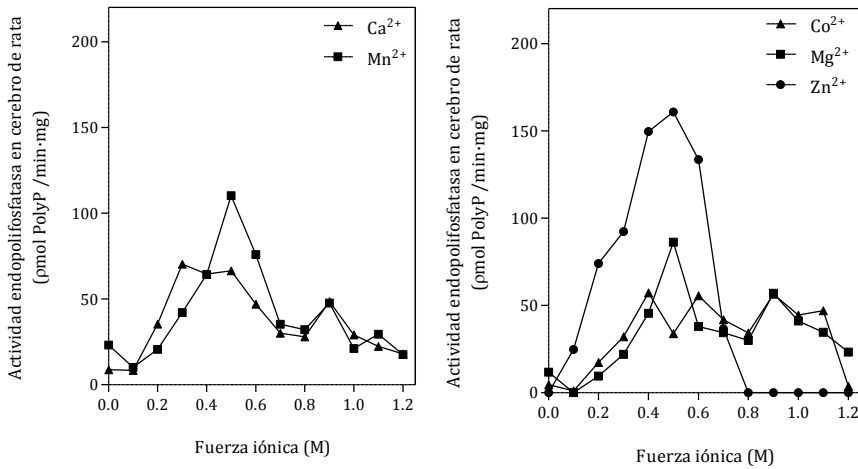 Actividad endopolifosfatasa en cerebro de rata
(ρmol PolyP /min·mg)
200
150
100
50
0
Ca²⁺
Mn²⁺
0.0 0.2 0.4 0.6 0.8 1.0 1.2
Fuerza iónica (M)
Actividad endopolifosfatasa en cerebro de rata
(ρmol PolyP /min·mg)
200
150
100
50
0
Co²⁺
Mg²⁺
Zn²⁺
0.0 0.2 0.4 0.6 0.8 1.0 1.2
Fuerza iónica (M)